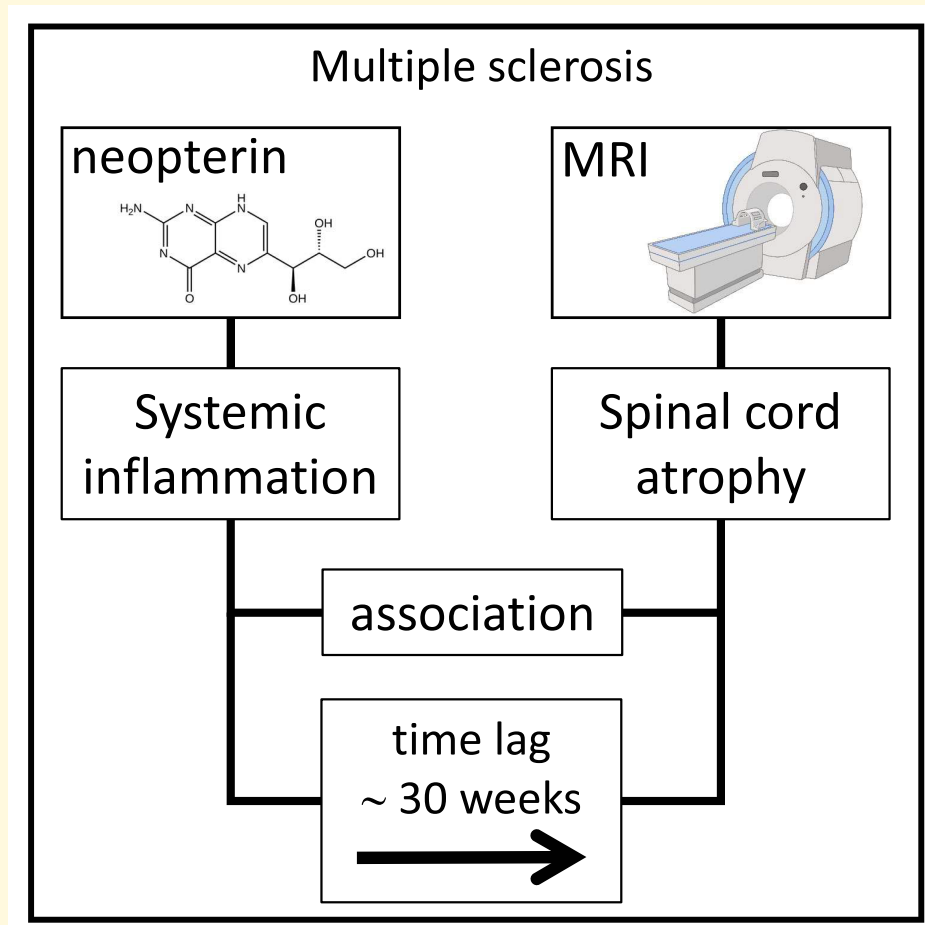 Multiple sclerosis
neopterin
H₂N
N
H
N
OH
OH
N
N
O
OH
MRI
Systemic
inflammation
Spinal cord
atrophy
association
time lag
~ 30 weeks